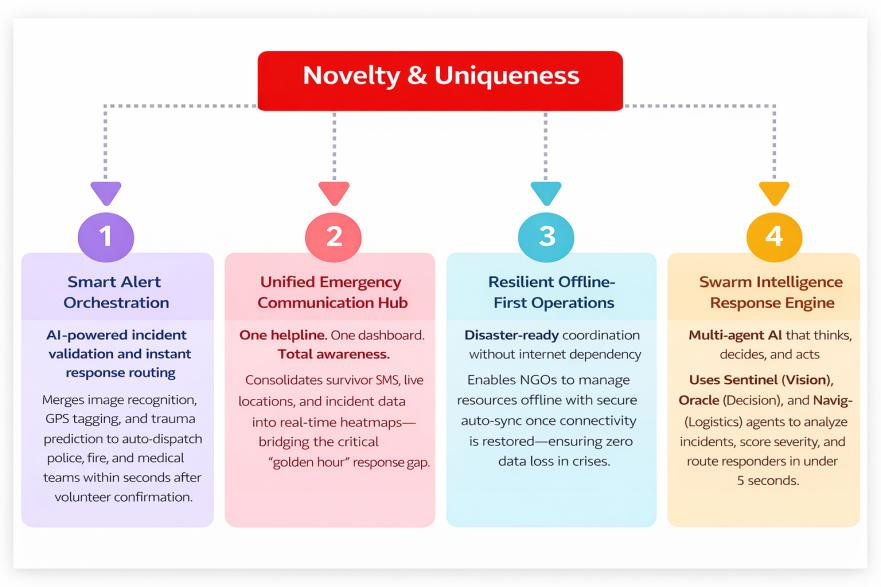 Novelty & Uniqueness
1
Smart Alert
Orchestration
AI-powered incident
validation and instant
response routing
Merges image recognition,
GPS tagging, and trauma
prediction to auto-dispatch
police, fire, and medical
teams within seconds after
volunteer confirmation.
2
Unified Emergency
Communication Hub
One helpline. One dashboard.
Total awareness.
Consolidates survivor SMS, live
locations, and incident data
into real-time heatmaps—
bridging the critical
“golden hour” response gap.
3
Resilient Offline-
First Operations
Disaster-ready coordination
without internet dependency
Enables NGOs to manage
resources offline with secure
auto-sync once connectivity
is restored—ensuring zero
data loss in crises.
4
Swarm Intelligence
Response Engine
Multi-agent AI that thinks,
decides, and acts
Uses Sentinel (Vision),
Oracle (Decision), and Navig-
(Logistics) agents to analyze
incidents, score severity, and
route responders in under
5 seconds.